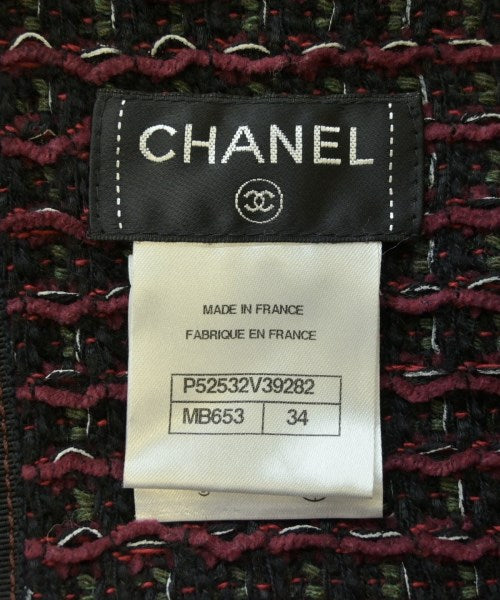 CHANEL
MADE IN FRANCE
FABRIQUE EN FRANCE
P52532V39282
MB653 34